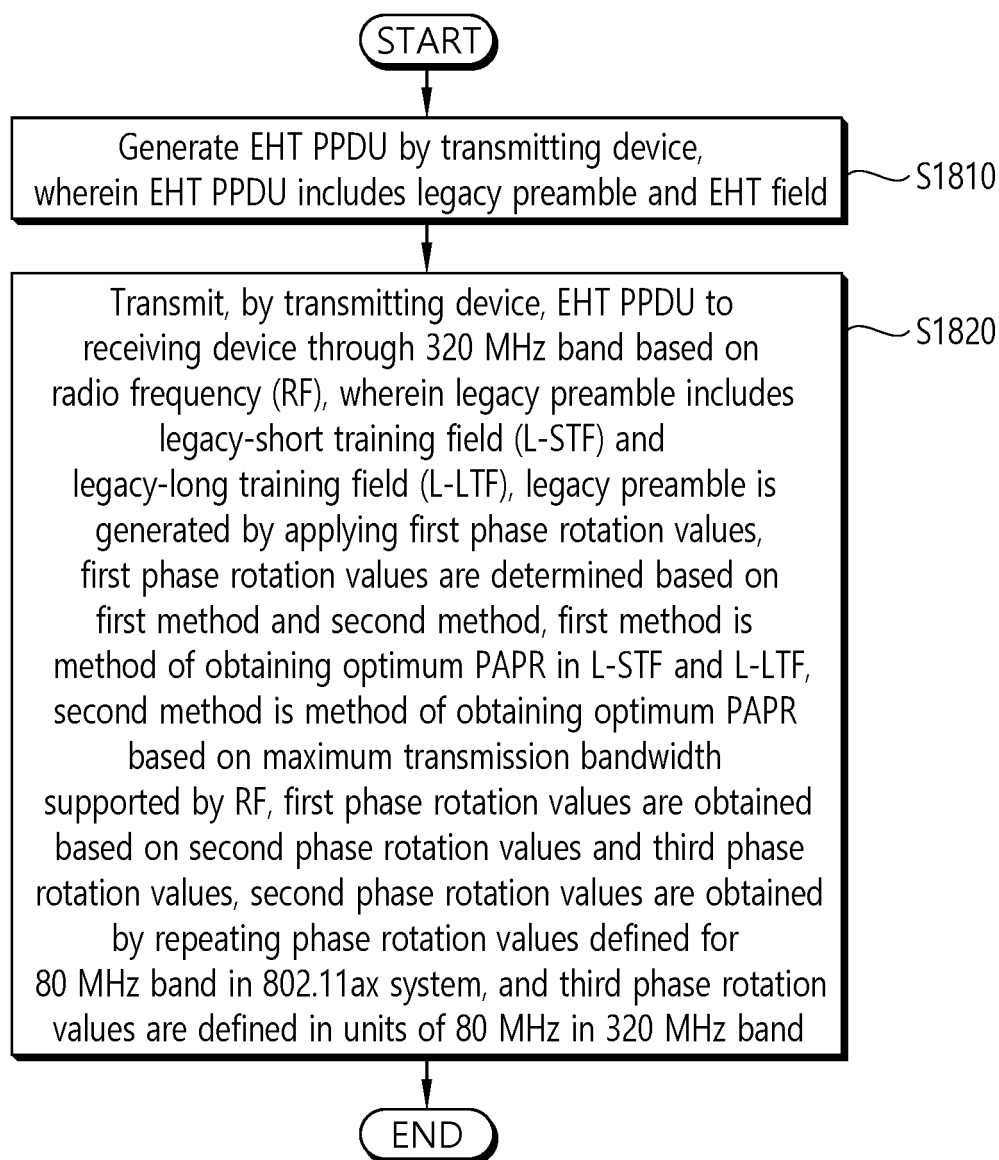 START
Generate EHT PPDU by transmitting device,
wherein EHT PPDU includes legacy preamble and EHT field
S1810
Transmit, by transmitting device, EHT PPDU to
receiving device through 320 MHz band based on
radio frequency (RF), wherein legacy preamble includes
legacy-short training field (L-STF) and
legacy-long training field (L-LTF), legacy preamble is
generated by applying first phase rotation values,
first phase rotation values are determined based on
first method and second method, first method is
method of obtaining optimum PAPR in L-STF and L-LTF,
second method is method of obtaining optimum PAPR
based on maximum transmission bandwidth
supported by RF, first phase rotation values are obtained
based on second phase rotation values and third phase
rotation values, second phase rotation values are obtained
by repeating phase rotation values defined for
80 MHz band in 802.11ax system, and third phase rotation
values are defined in units of 80 MHz in 320 MHz band
S1820
END